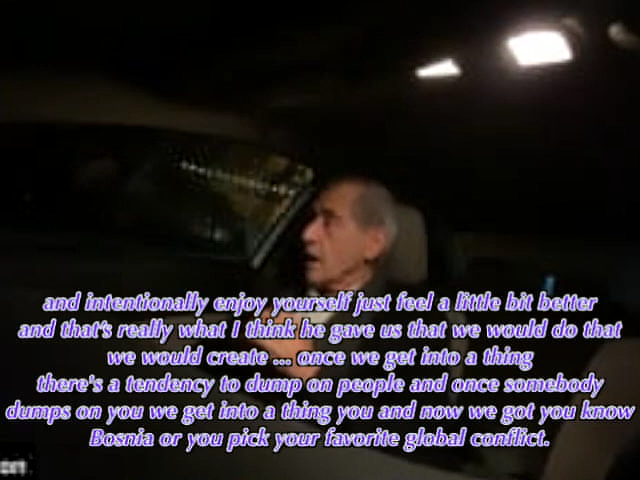 and intentionally enjoy yourself just feel a little bit better
and that's really what I think he gave us that we would do that
we would create ... once we get into a thing
there's a tendency to dump on people and once somebody
dumps on you we get into a thing you and now we got you know
Bosnia or you pick your favorite global conflict.